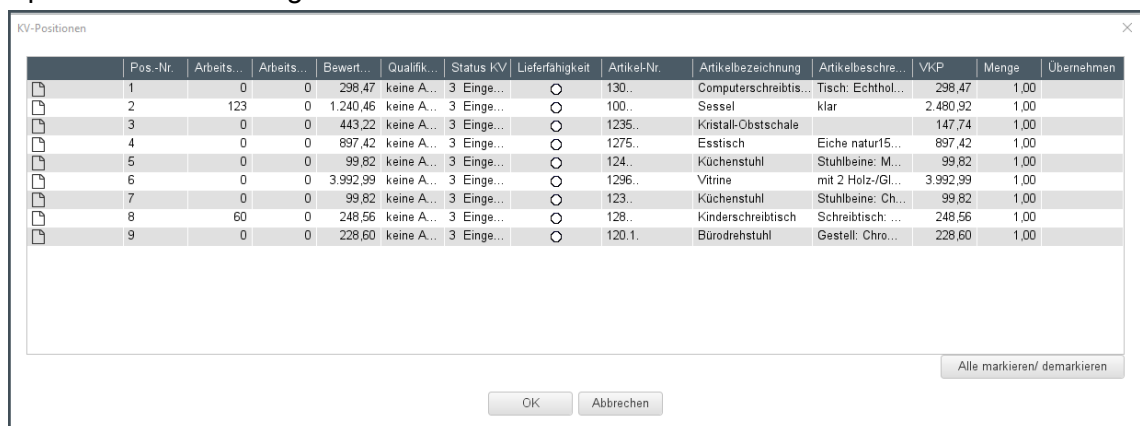 KV-Positionen
Pos.-Nr. Arbeits... Arbeits... Bewert... Qualifik... Status KV Lieferfähigkeit Artikel-Nr. Artikelbezeichnung Artikelbeschre... VKP Menge Übernehmen
1 0 0 298,47 keine A... 3 Einge... 130.. Computerschreibtis... Tisch: Echthol... 298,47 1,00
2 123 0 1.240,46 keine A... 3 Einge... 100.. Sessel klar 2.480,92 1,00
3 0 0 443,22 keine A... 3 Einge... 1235.. Kristall-Obstschale 147,74 1,00
4 0 0 897,42 keine A... 3 Einge... 1275.. Esstisch Eiche natur15... 897,42 1,00
5 0 0 99,82 keine A... 3 Einge... 124.. Küchenstuhl Stuhlbeine: M... 99,82 1,00
6 0 0 3.992,99 keine A... 3 Einge... 1296.. Vitrine mit 2 Holz-/Gl... 3.992,99 1,00
7 0 0 99,82 keine A... 3 Einge... 123.. Küchenstuhl Stuhlbeine: Ch... 99,82 1,00
8 60 0 248,56 keine A... 3 Einge... 128.. Kinderschreibtisch Schreibtisch: ... 248,56 1,00
9 0 0 228,60 keine A... 3 Einge... 120.1. Bürodrehstuhl Gestell: Chro... 228,60 1,00
Alle markieren/ demarkieren
OK Abbrechen